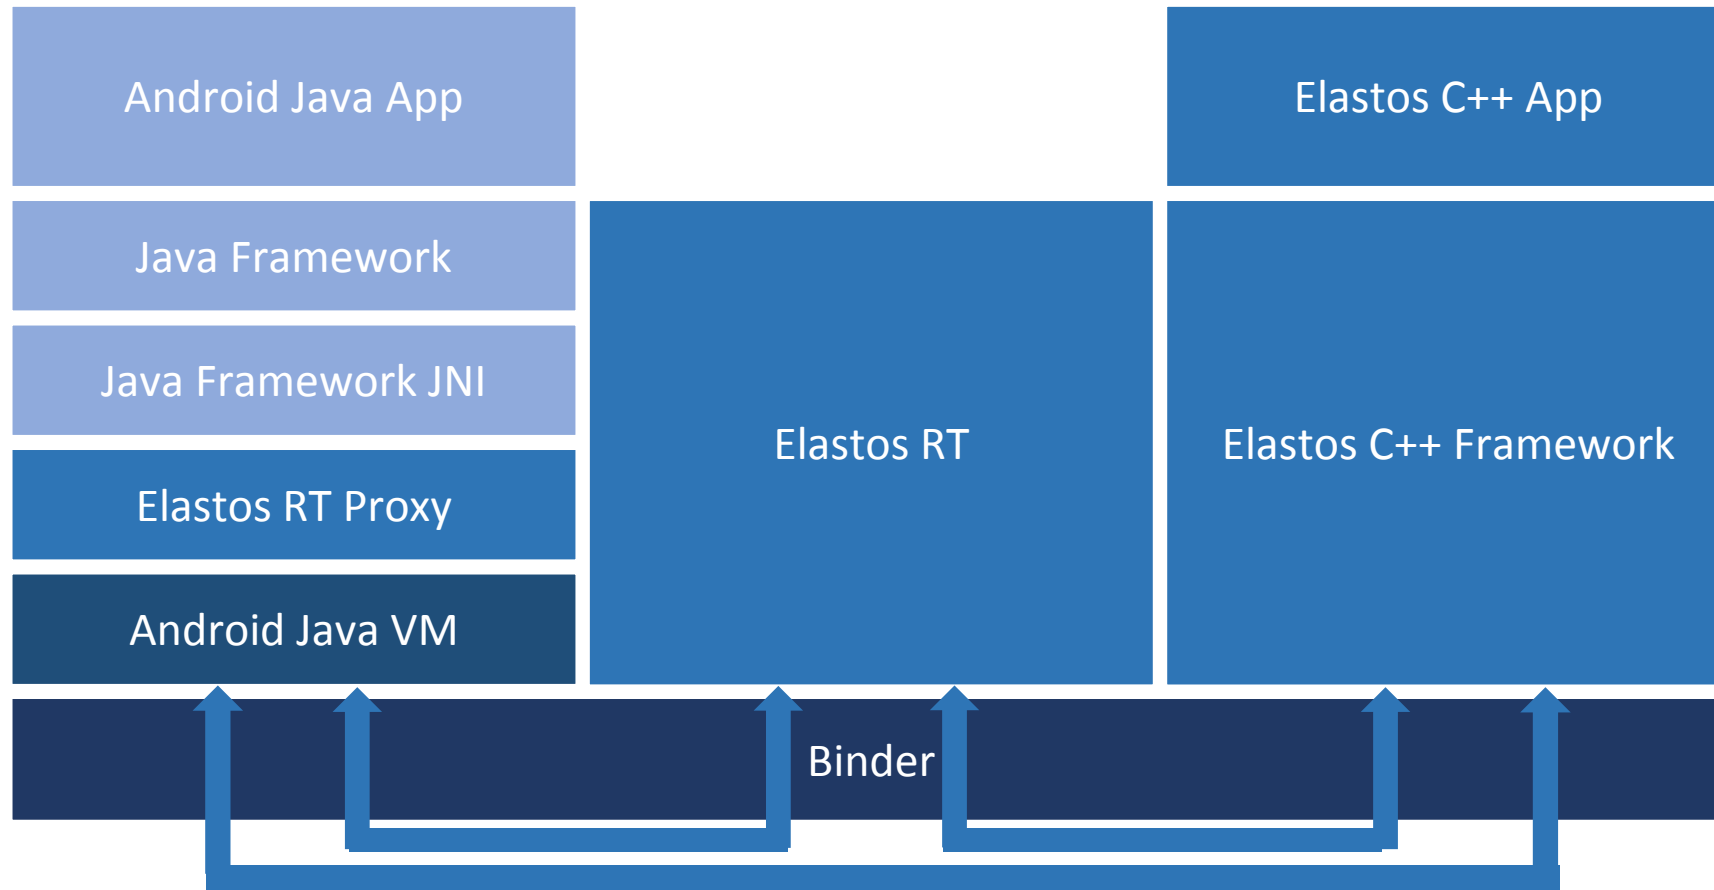 Android Java App
Elastos C++ App
Java Framework
Java Framework JNI
Elastos RT
Elastos C++ Framework
Elastos RT Proxy
Android Java VM
Binder